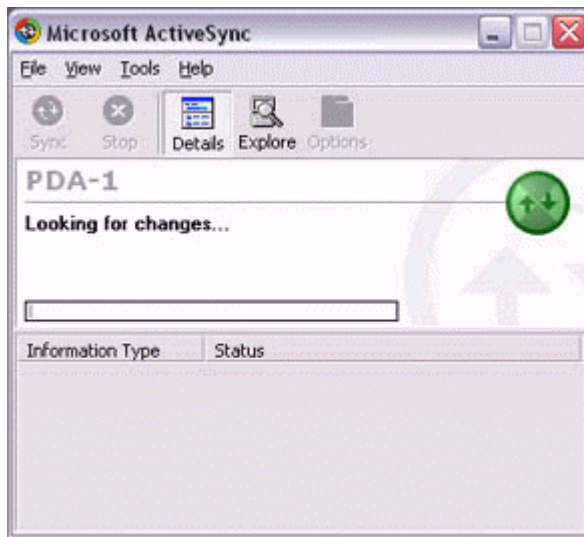 Microsoft ActiveSync
File View Tools Help
Sync Stop Details Explore Options
PDA-1
Looking for changes...
Information Type Status